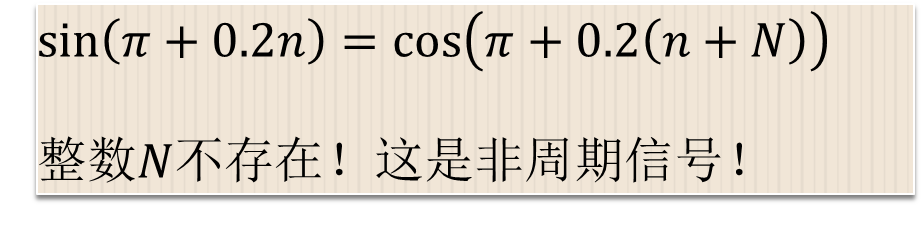 sin(π + 0.2n) = cos(π + 0.2(n + N))
整数N不存在！这是非周期信号！